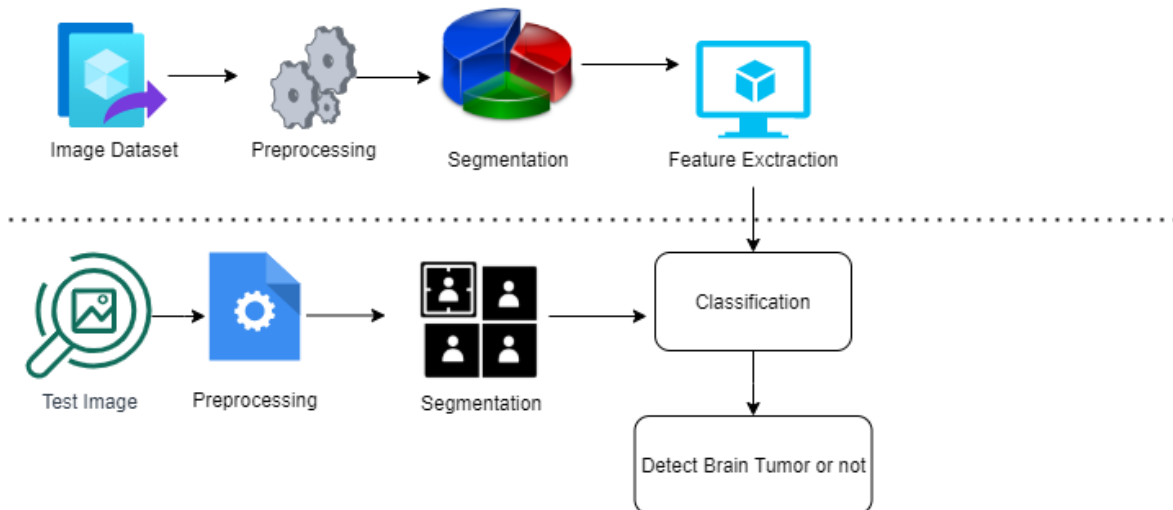 Image Dataset
Preprocessing
Segmentation
Feature Exctraction
Classification
Test Image
Preprocessing
Segmentation
Detect Brain Tumor or not